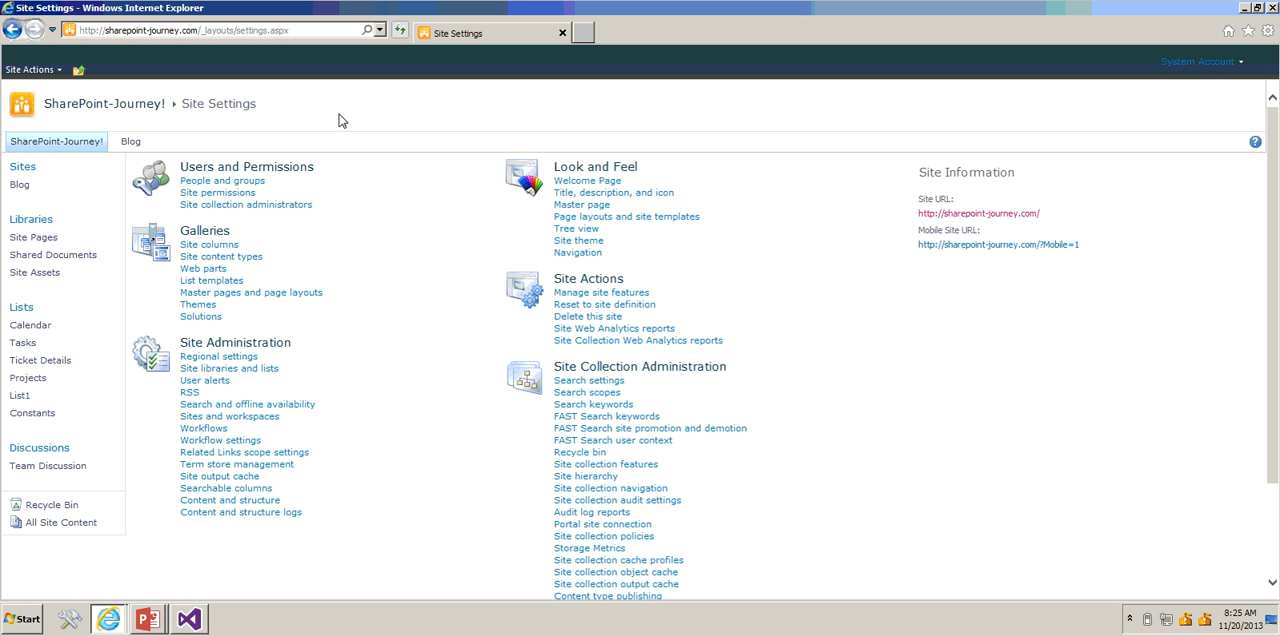 Site Settings - Windows Internet Explorer
http://sharepoint-journey.com/_layouts/settings.aspx
Site Settings
Site Actions
System Account
SharePoint-Journey! Site Settings
SharePoint-Journey!
Blog
Sites
Blog
Libraries
Site Pages
Shared Documents
Site Assets
Lists
Calendar
Tasks
Ticket Details
Projects
List1
Constants
Discussions
Team Discussion
Recycle Bin
All Site Content
Users and Permissions
People and groups
Site permissions
Site collection administrators
Galleries
Site columns
Site content types
Web parts
List templates
Master pages and page layouts
Themes
Solutions
Site Administration
Regional settings
Site libraries and lists
User alerts
RSS
Search and offline availability
Sites and workspaces
Workflows
Workflow settings
Related Links scope settings
Term store management
Site output cache
Searchable columns
Content and structure
Content and structure logs
Look and Feel
Welcome Page
Title, description, and icon
Master page
Page layouts and site templates
Tree view
Site theme
Navigation
Site Actions
Manage site features
Reset to site definition
Delete this site
Site Web Analytics reports
Site Collection Web Analytics reports
Site Collection Administration
Search settings
Search scopes
Search keywords
FAST Search keywords
FAST Search site promotion and demotion
FAST Search user context
Recycle bin
Site collection features
Site hierarchy
Site collection navigation
Site collection audit settings
Audit log reports
Portal site connection
Site collection policies
Storage Metrics
Site collection cache profiles
Site collection object cache
Site collection output cache
Content type publishing
Site Information
Site URL:
http://sharepoint-journey.com/
Mobile Site URL:
http://sharepoint-journey.com/?Mobile=1
Start
8:25 AM
11/20/2013